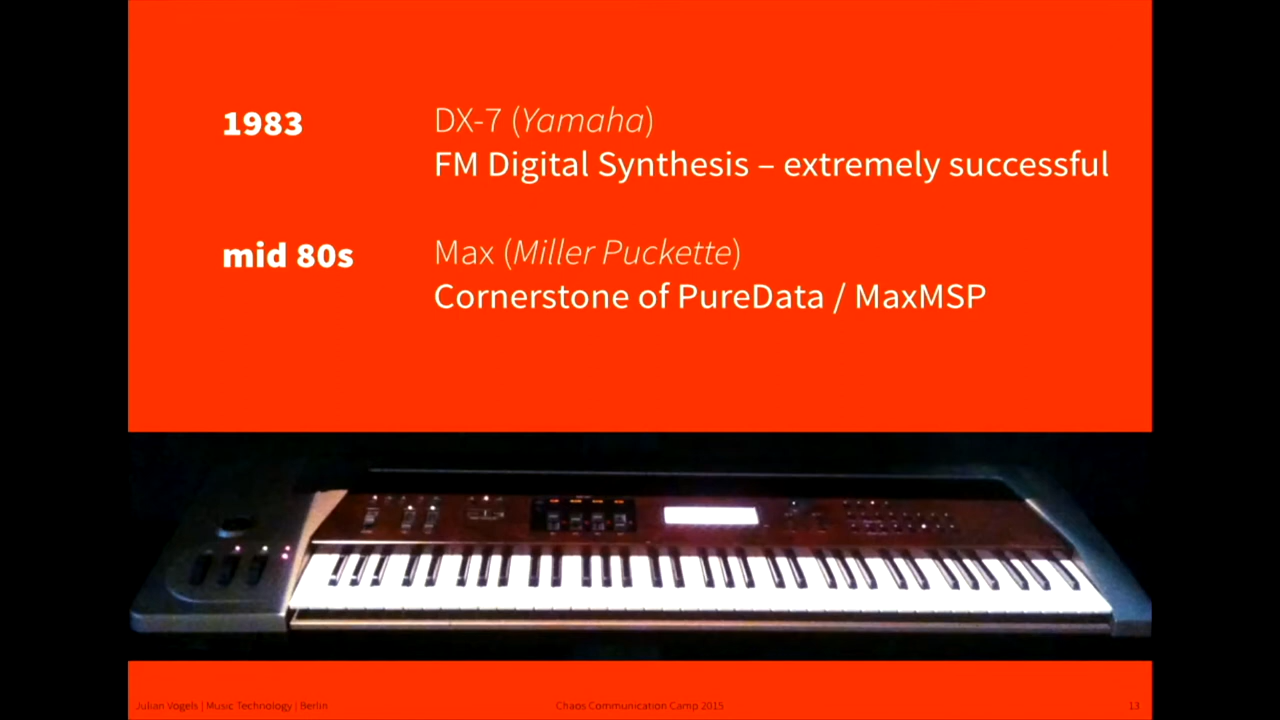 1983
DX-7 (Yamaha)
FM Digital Synthesis – extremely successful
mid 80s
Max (Miller Puckette)
Cornerstone of PureData / MaxMSP
Julian Vogels | Music Technology | Berlin
Chaos Communication Camp 2015
13